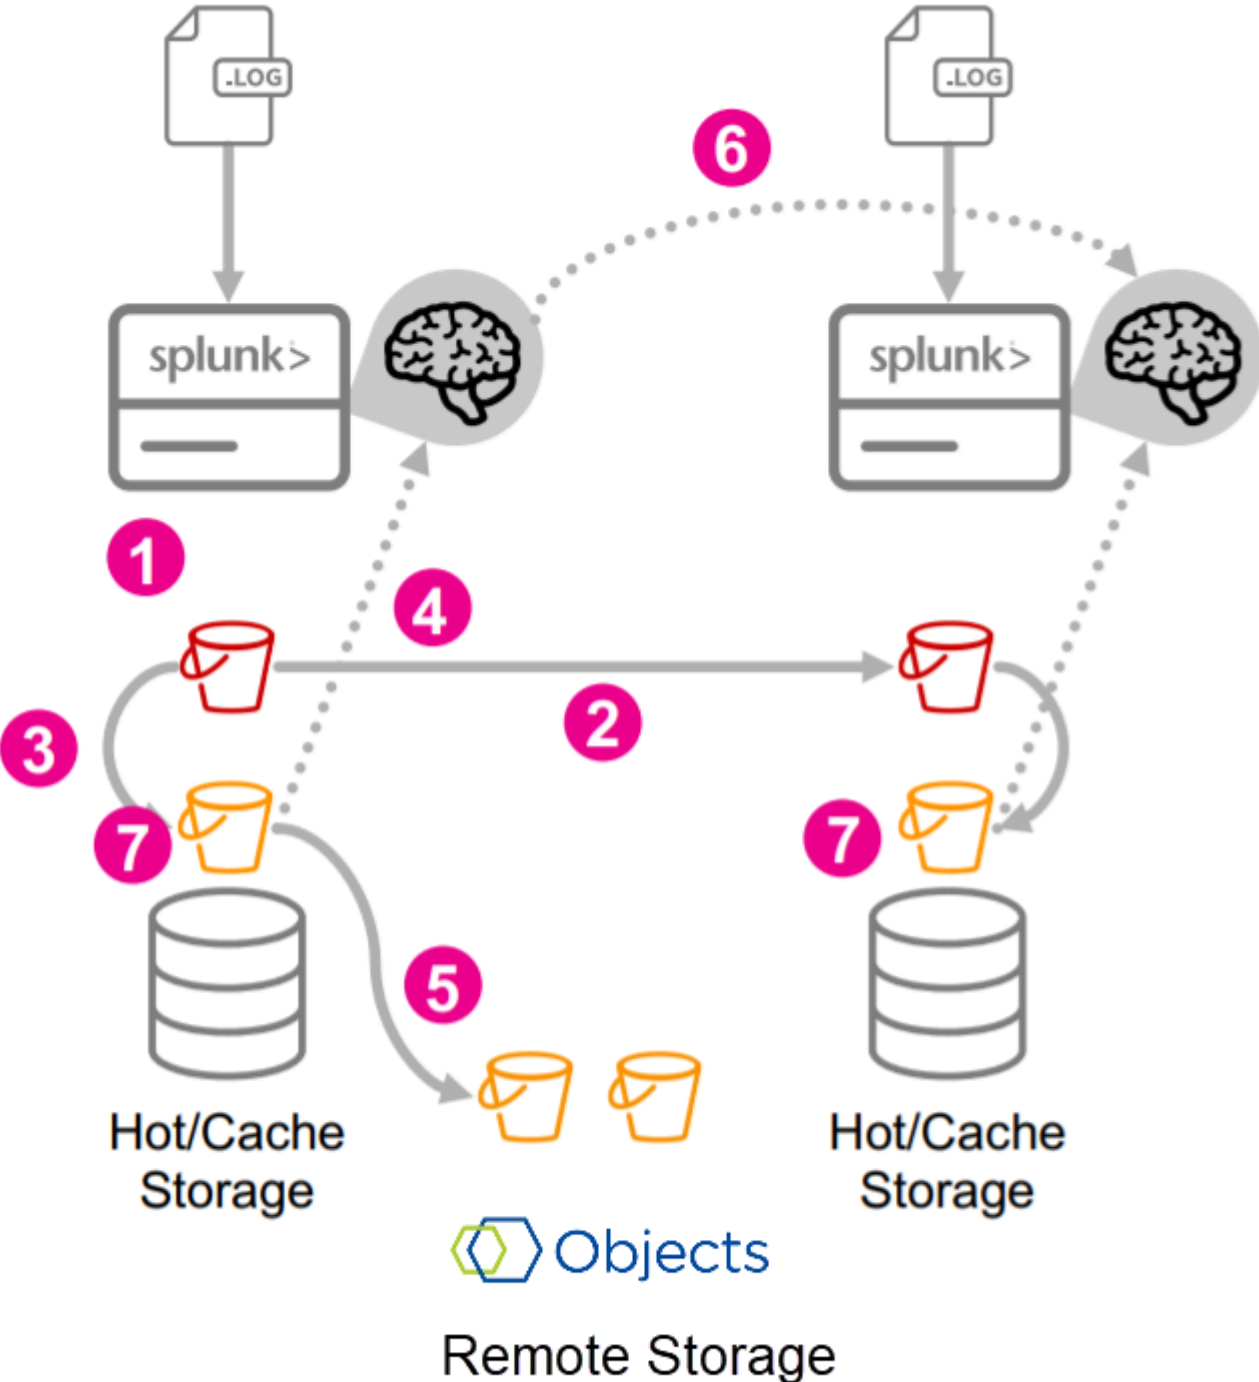 .LOG
.LOG
6
splunk>
splunk>
1
4
2
3
7
7
5
Hot/Cache
Storage
Hot/Cache
Storage
Objects
Remote Storage